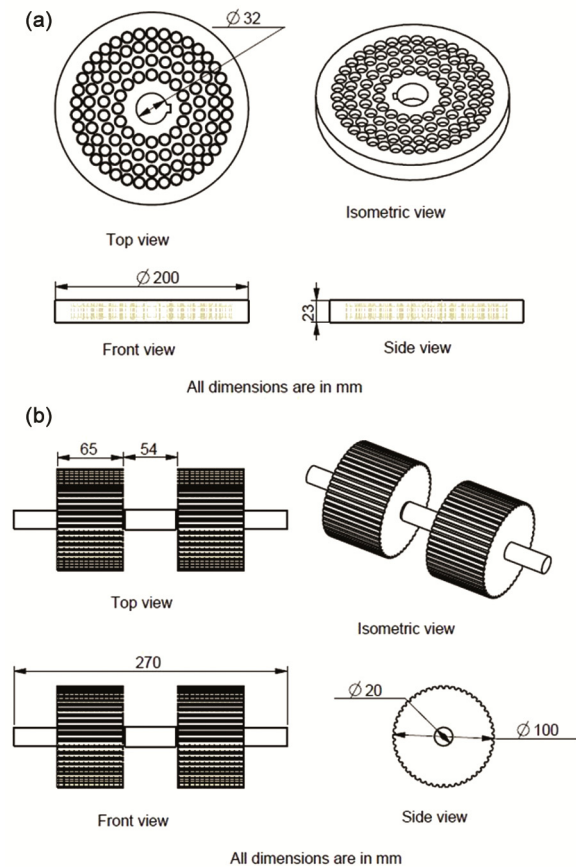 (a)
Ø 32
Top view
Isometric view
Ø 200
23
Front view
Side view
All dimensions are in mm
(b)
65
54
Top view
Isometric view
270
Ø 20
Ø 100
Front view
Side view
All dimensions are in mm